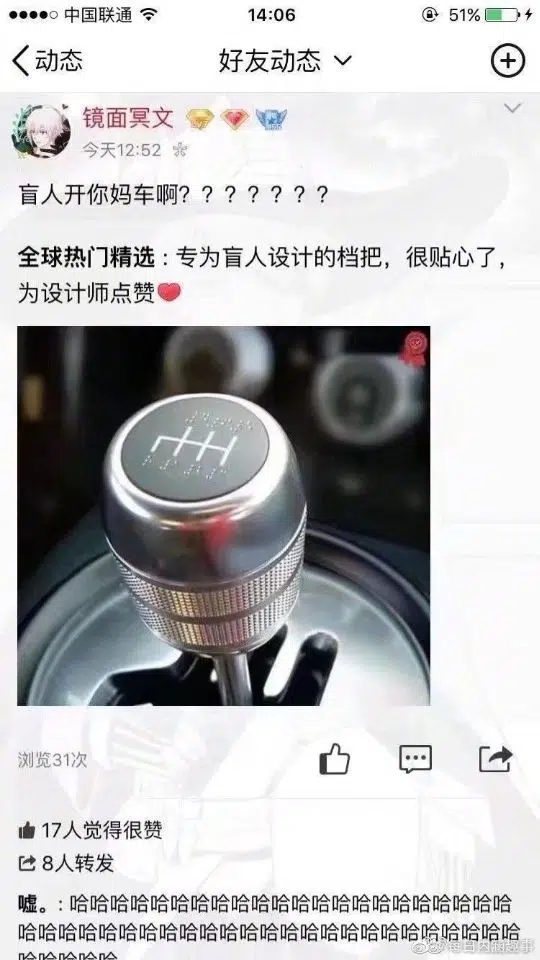 中国联通 14:06 51%
动态 好友动态
镜面冥文
今天12:52
盲人开你妈车啊？？？？？？？
全球热门精选：专为盲人设计的档把，很贴心了，
为设计师点赞❤
浏览31次
17人觉得很赞
8人转发
嘘。: 哈哈哈哈哈哈哈哈哈哈哈哈哈哈哈哈哈哈哈哈哈哈
哈哈哈哈哈哈哈哈哈哈哈哈哈哈哈哈哈哈哈哈哈哈哈哈哈
哈哈哈哈哈